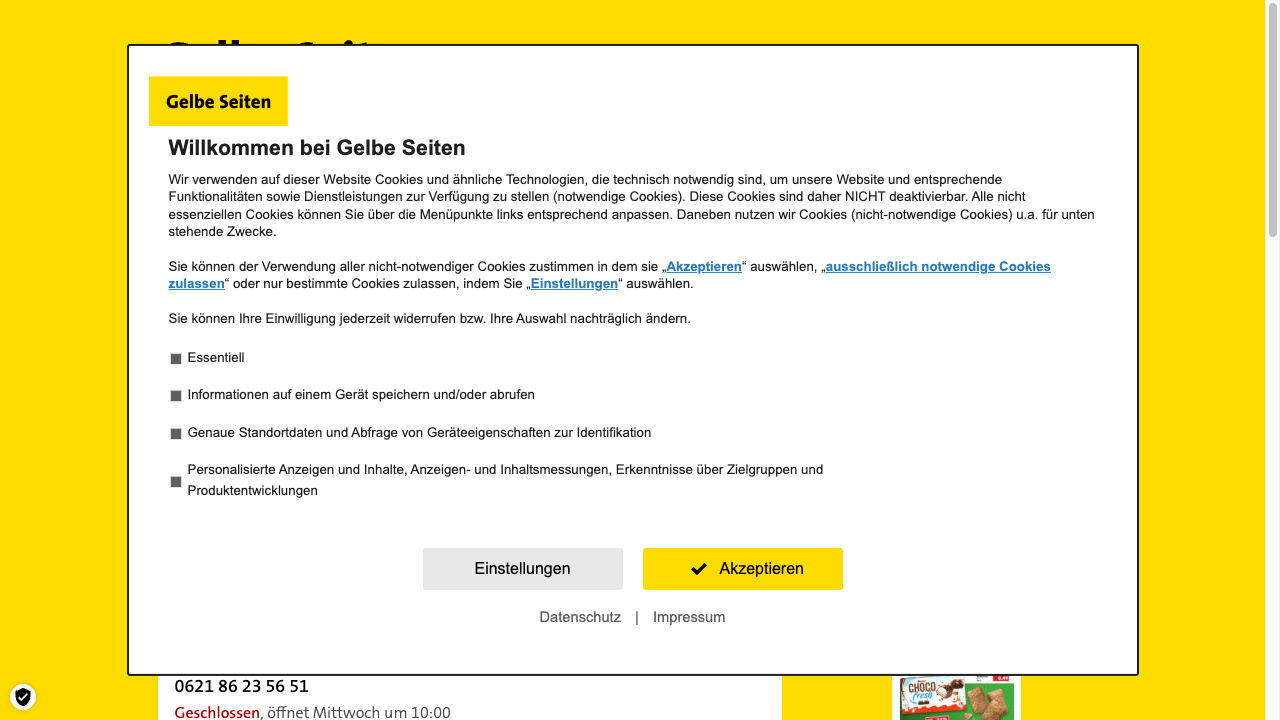 Gelbe Seiten
Willkommen bei Gelbe Seiten
Wir verwenden auf dieser Website Cookies und ähnliche Technologien, die technisch notwendig sind, um unsere Website und entsprechende
Funktionalitäten sowie Dienstleistungen zur Verfügung zu stellen (notwendige Cookies). Diese Cookies sind daher NICHT deaktivierbar. Alle nicht
essenziellen Cookies können Sie über die Menüpunkte links entsprechend anpassen. Daneben nutzen wir Cookies (nicht-notwendige Cookies) u.a. für unten
stehende Zwecke.
Sie können der Verwendung aller nicht-notwendiger Cookies zustimmen in dem sie „Akzeptieren“ auswählen, „ausschließlich notwendige Cookies
zulassen“ oder nur bestimmte Cookies zulassen, indem Sie „Einstellungen“ auswählen.
Sie können Ihre Einwilligung jederzeit widerrufen bzw. Ihre Auswahl nachträglich ändern.
Essentiell
Informationen auf einem Gerät speichern und/oder abrufen
Genaue Standortdaten und Abfrage von Geräteeigenschaften zur Identifikation
Personalisierte Anzeigen und Inhalte, Anzeigen- und Inhaltsmessungen, Erkenntnisse über Zielgruppen und
Produktentwicklungen
Einstellungen
Akzeptieren
Datenschutz | Impressum
0621 86 23 56 51
Geschlossen, öffnet Mittwoch um 10:00
CHOCO
fresh